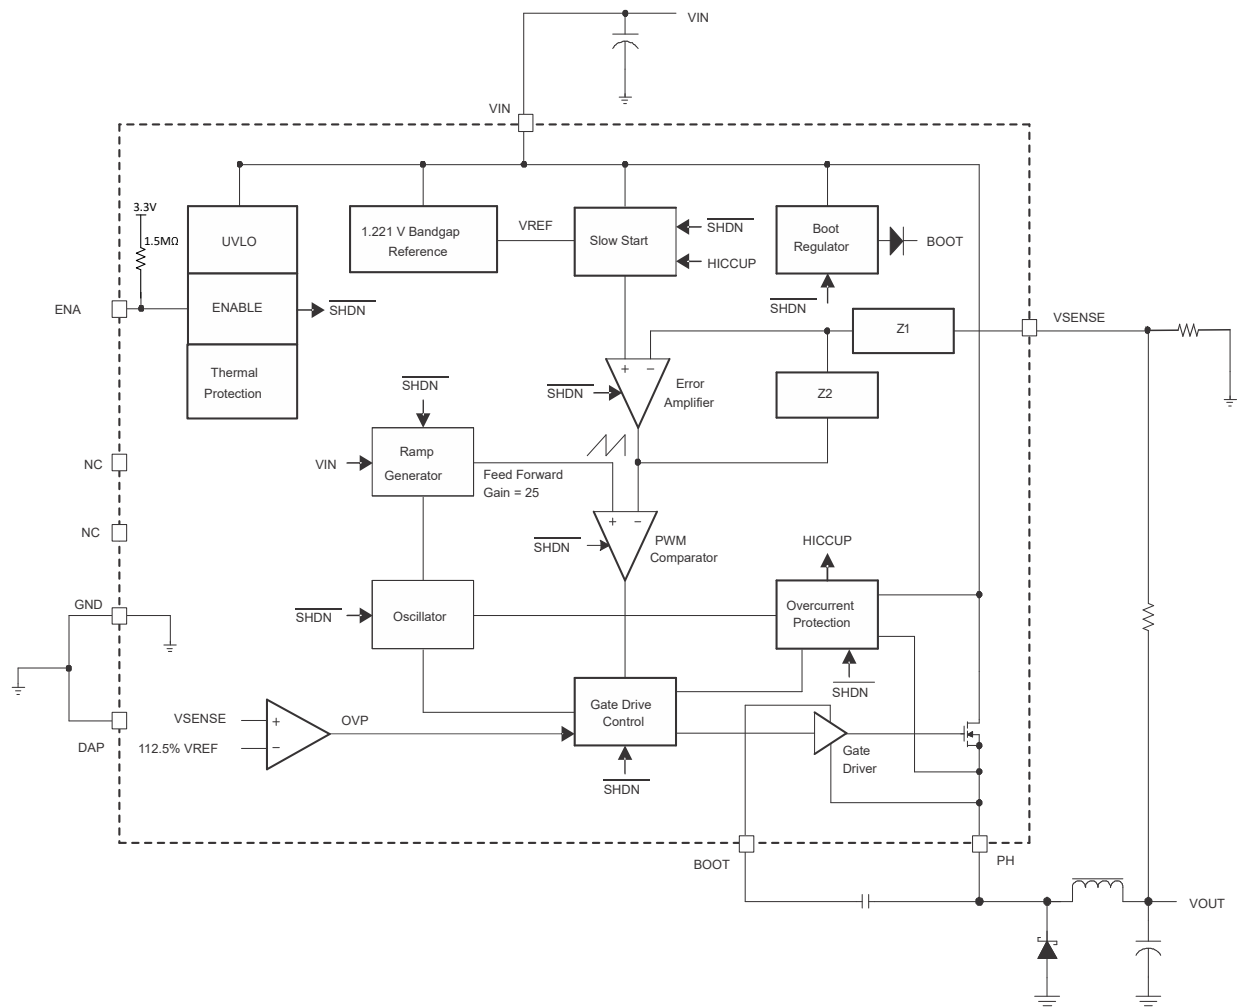 VIN
VIN
3.3V
1.5MΩ
UVLO
1.221 V Bandgap
Reference
VREF
Slow Start
SHDN
HICCUP
Boot
Regulator
BOOT
SHDN
ENA
ENABLE
SHDN
Z1
VSENSE
Thermal
Protection
SHDN
+ −
SHDN
Error
Amplifier
Z2
NC
VIN
Ramp
Generator
Feed Forward
Gain = 25
NC
+ −
SHDN
PWM
Comparator
HICCUP
GND
SHDN
Oscillator
Overcurrent
Protection
SHDN
DAP
VSENSE
+
112.5% VREF
−
OVP
Gate Drive
Control
SHDN
Gate
Driver
BOOT
PH
VOUT